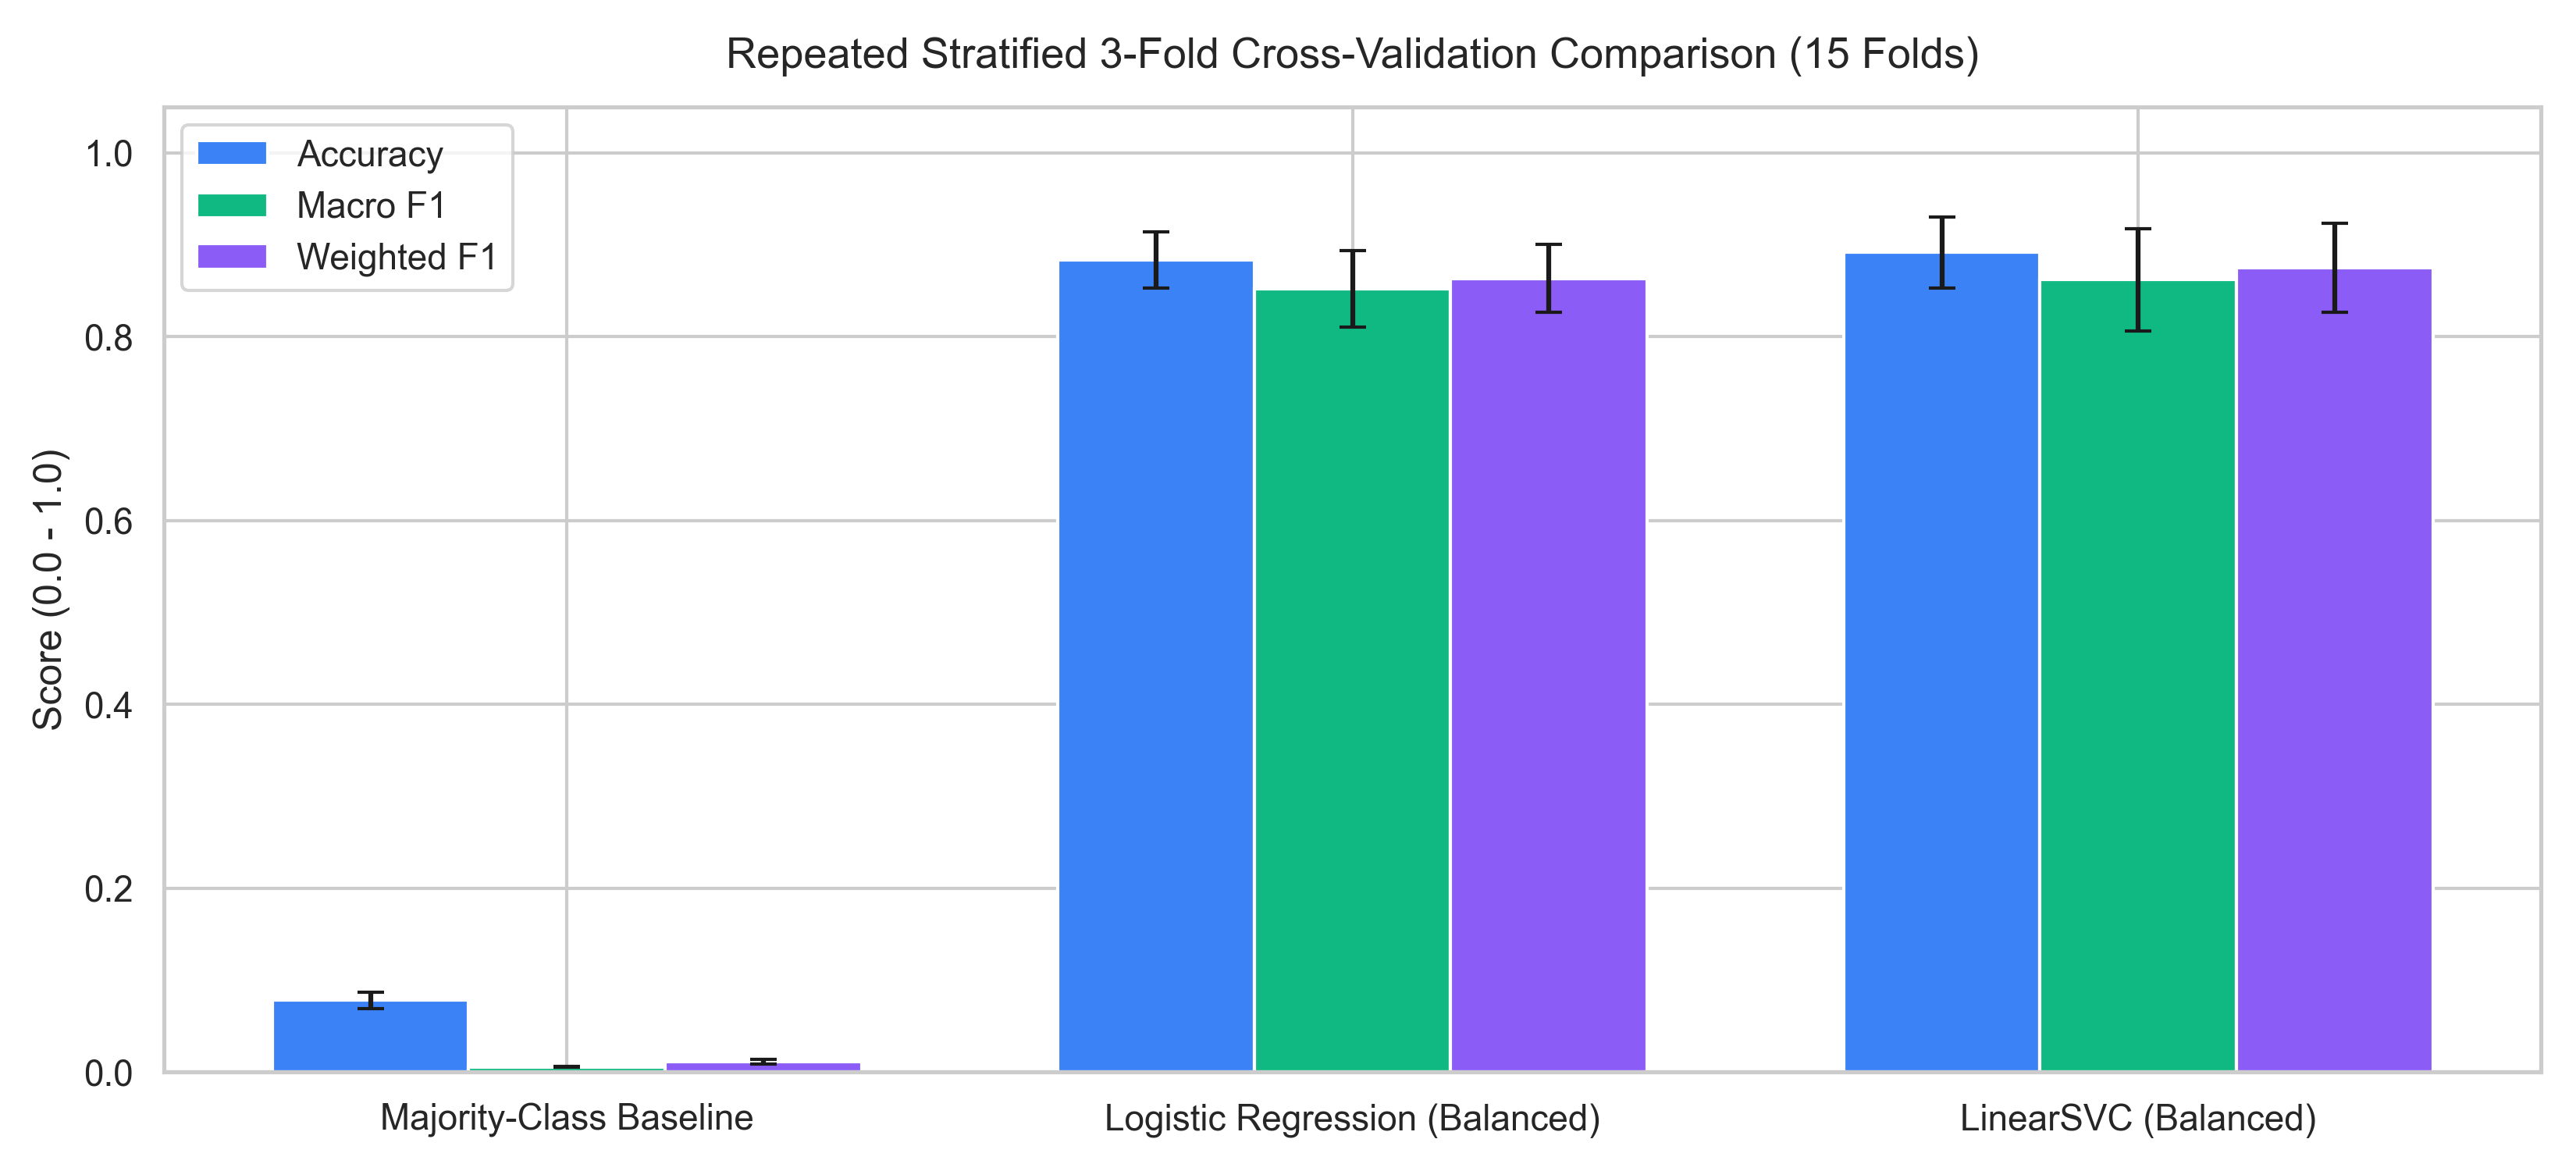 Repeated Stratified 3-Fold Cross-Validation Comparison (15 Folds)
Accuracy
Macro F1
Weighted F1
Score (0.0 - 1.0)
1.0
0.8
0.6
0.4
0.2
0.0
Majority-Class Baseline
Logistic Regression (Balanced)
LinearSVC (Balanced)